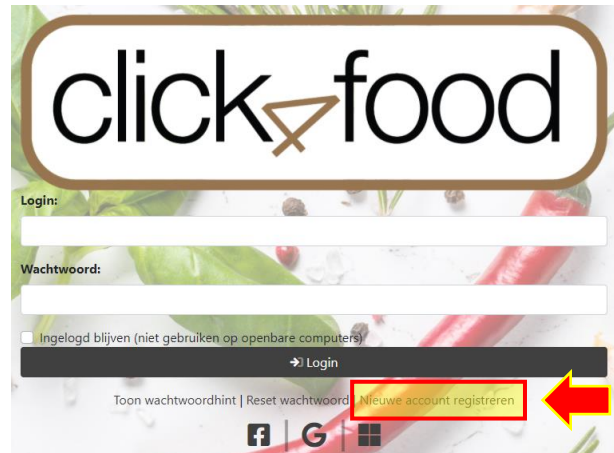 click4food
Login:
Wachtwoord:
Ingelogd blijven (niet gebruiken op openbare computers)
Login
Toon wachtwoordhint | Reset wachtwoord | Nieuwe account registreren
G